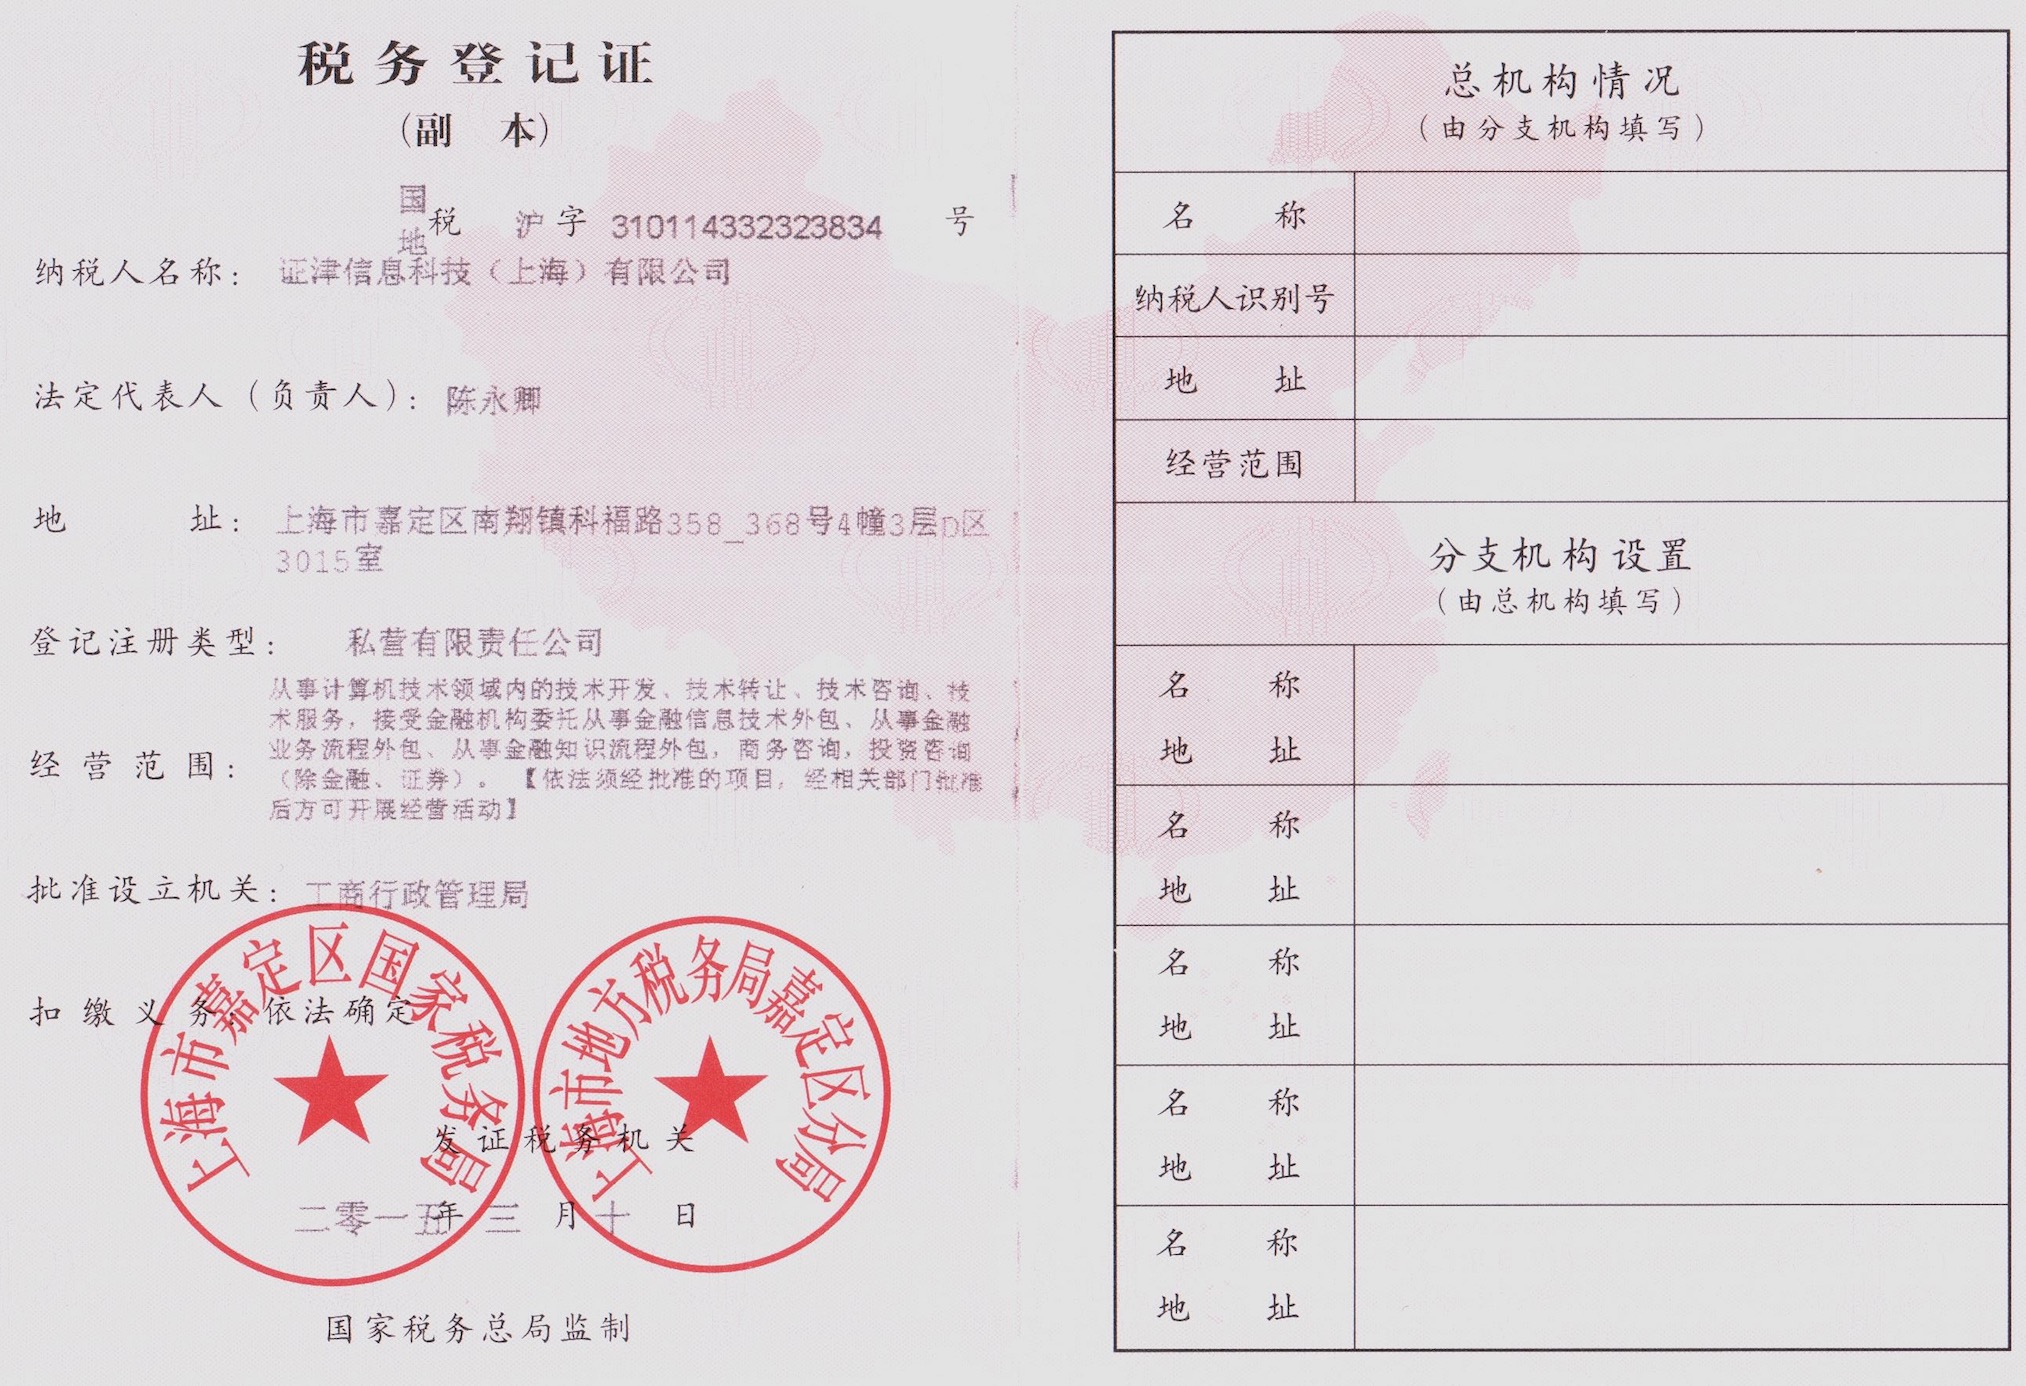 税务登记证
（副 本）
国
地
税 沪 字 310114332323834 号
纳税人名称： 证津信息科技（上海）有限公司
法定代表人（负责人）： 陈永卿
地 址： 上海市嘉定区南翔镇科福路358_368号4幢3层D区
3015室
登记注册类型： 私营有限责任公司
经营范围：
从事计算机技术领域内的技术开发、技术转让、技术咨询、技
术服务，接受金融机构委托从事金融信息技术外包、从事金融
业务流程外包、从事金融知识流程外包，商务咨询，投资咨询
（除金融、证券）。【依法须经批准的项目，经相关部门批准
后方可开展经营活动】
批准设立机关： 工商行政管理局
扣缴义务：依法确定
上海市嘉定区国家税务局
上海市地方税务局嘉定区分局
发证税务机关
二零一五年 三 月 十 日
国家税务总局监制
总机构情况
（由分支机构填写）
名 称
纳税人识别号
地 址
经营范围
分支机构设置
（由总机构填写）
名 称
地 址
名 称
地 址
名 称
地 址
名 称
地 址
名 称
地 址